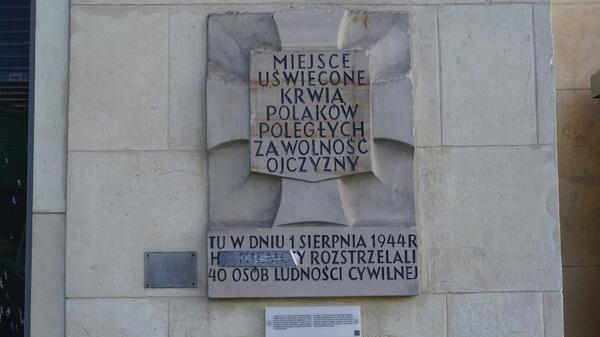 MIEJSCE
UŚWIĘCONE
KRWIĄ
POLAKÓW
POLEGŁYCH
ZA WOLNOŚĆ
OJCZYZNY
TU W DNIU 1 SIERPNIA 1944 R
ROZSTRZELALI
40 OSÓB LUDNOŚCI CYWILNEJ